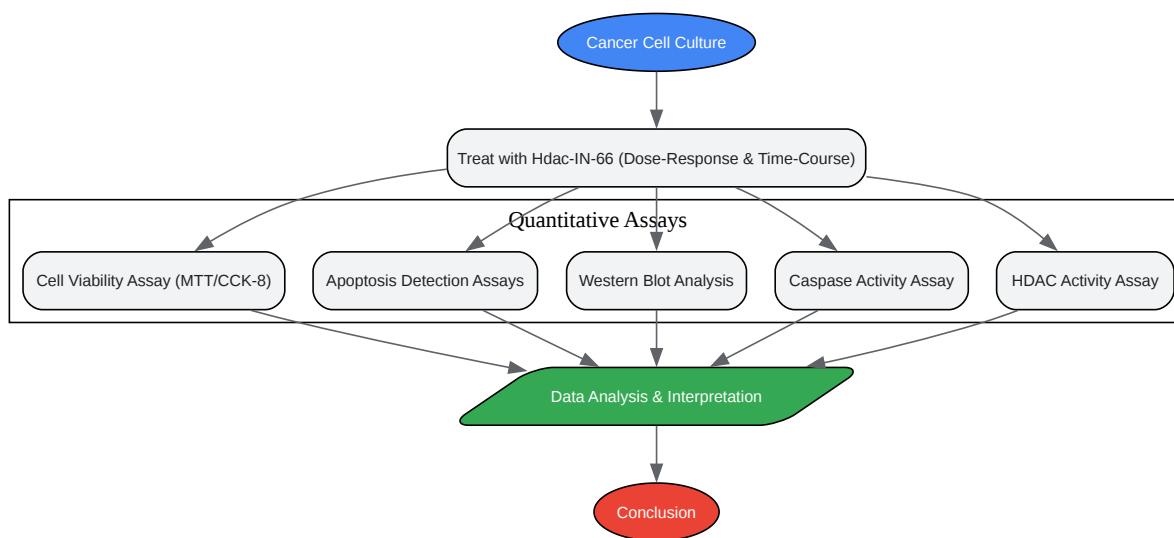 Cancer Cell Culture
Treat with Hdac-IN-66 (Dose-Response & Time-Course)
Quantitative Assays
Cell Viability Assay (MTT/CCK-8)
Apoptosis Detection Assays
Western Blot Analysis
Caspase Activity Assay
HDAC Activity Assay
Data Analysis & Interpretation
Conclusion